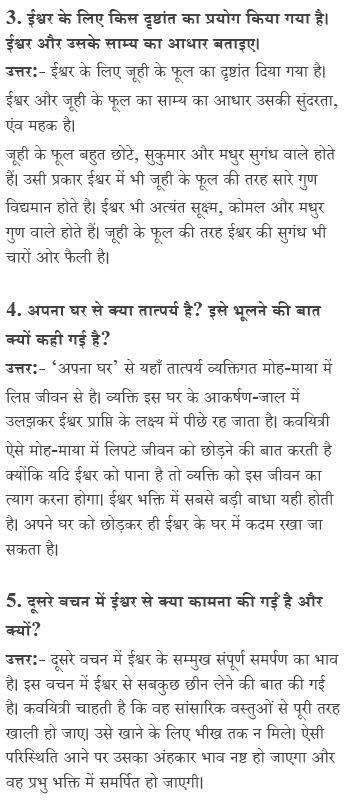 3. ईश्वर के लिए किस दृष्टांत का प्रयोग किया गया है।
ईश्वर और उसके साम्य का आधार बताइए।
उत्तर:- ईश्वर के लिए जूही के फूल का दृष्टांत दिया गया है।
ईश्वर और जूही के फूल का साम्य का आधार उसकी सुंदरता,
एंव महक है।
जूही के फूल बहुत छोटे, सुकुमार और मधुर सुगंध वाले होते
हैं। उसी प्रकार ईश्वर में भी जूही के फूल की तरह सारे गुण
विद्यमान होते है। ईश्वर भी अत्यंत सूक्ष्म, कोमल और मधुर
गुण वाले होते हैं। जूही के फूल की तरह ईश्वर की सुगंध भी
चारों ओर फैली है।
4. अपना घर से क्या तात्पर्य है? इसे भूलने की बात
क्यों कही गई है?
उत्तर:- ‘अपना घर’ से यहाँ तात्पर्य व्यक्तिगत मोह-माया में
लिप्त जीवन से है। व्यक्ति इस घर के आकर्षण-जाल में
उलझकर ईश्वर प्राप्ति के लक्ष्य में पीछे रह जाता है। कवयित्री
ऐसे मोह-माया में लिपटे जीवन को छोड़ने की बात करती है
क्योंकि यदि ईश्वर को पाना है तो व्यक्ति को इस जीवन का
त्याग करना होगा। ईश्वर भक्ति में सबसे बड़ी बाधा यही होती
है। अपने घर को छोड़कर ही ईश्वर के घर में कदम रखा जा
सकता है।
5. दूसरे वचन में ईश्वर से क्या कामना की गई है और
क्यों?
उत्तर:- दूसरे वचन में ईश्वर के सम्मुख संपूर्ण समर्पण का भाव
है। इस वचन में ईश्वर से सबकुछ छीन लेने की बात की गई
है। कवयित्री चाहती है कि वह सांसारिक वस्तुओं से पूरी तरह
खाली हो जाए। उसे खाने के लिए भीख तक न मिले। ऐसी
परिस्थिति आने पर उसका अंहकार भाव नष्ट हो जाएगा और
वह प्रभु भक्ति में समर्पित हो जाएगी।